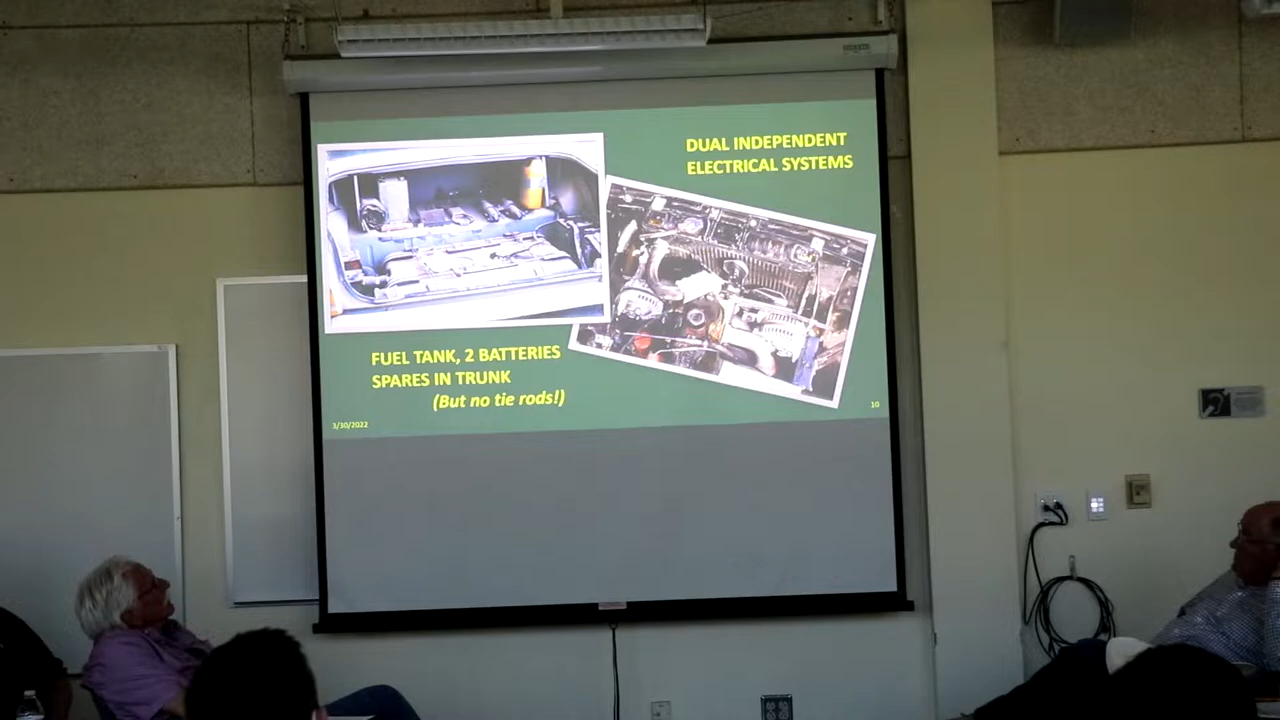 DUAL INDEPENDENT
ELECTRICAL SYSTEMS
FUEL TANK, 2 BATTERIES
SPARES IN TRUNK
(But no tie rods!)
3/30/2022
10